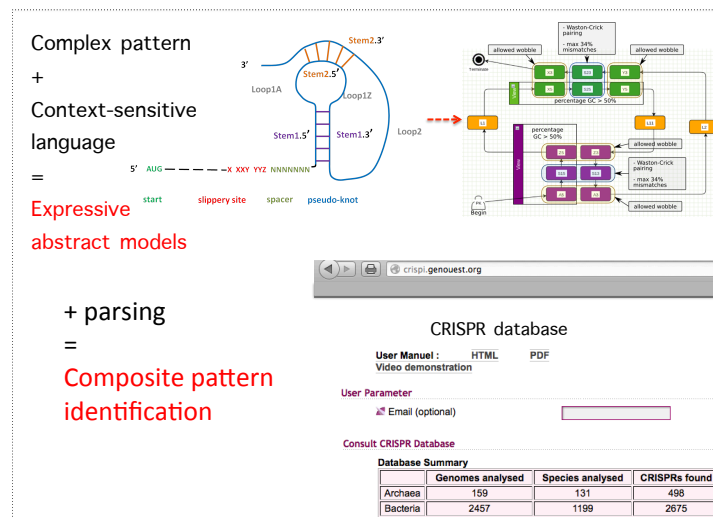 Complex pattern
+
Context-sensitive
language
=
Expressive
abstract models
3'
Stem2.3'
Stem2.5'
Loop1A
Loop1Z
Stem1.5'
Stem1.3'
Loop2
5' AUG X XXY YYZ NNNNNNN
start slippery site spacer pseudo-knot
- Waston-Crick
pairing
- max 34%
mismatches
allowed wobble
allowed wobble
Terminate
percentage GC > 50%
percentage
GC > 50%
allowed wobble
- Waston-Crick
pairing
- max 34%
mismatches
allowed wobble
Begin
+ parsing
=
Composite pattern
identification
crispi.genouest.org
CRISPR database
User Manuel : HTML PDF
Video demonstration
User Parameter
Email (optional)
Consult CRISPR Database
Database Summary
Genomes analysed Species analysed CRISPRs found
Archaea 159 131 498
Bacteria 2457 1199 2675